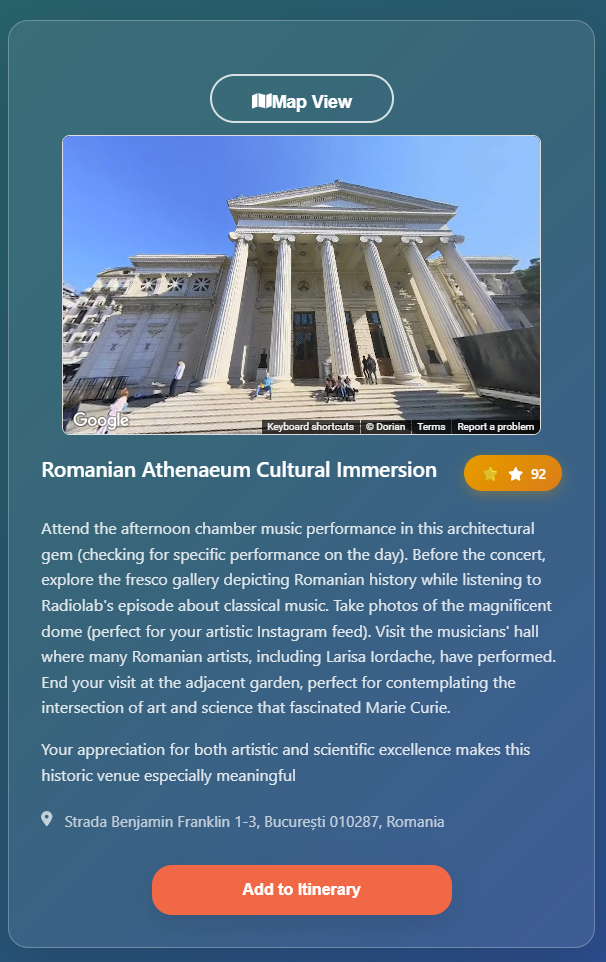 Map View
Google
Keyboard shortcuts
© Dorian
Terms
Report a problem
Romanian Athenaeum Cultural Immersion
92
Attend the afternoon chamber music performance in this architectural
gem (checking for specific performance on the day). Before the concert,
explore the fresco gallery depicting Romanian history while listening to
Radiolab's episode about classical music. Take photos of the magnificent
dome (perfect for your artistic Instagram feed). Visit the musicians' hall
where many Romanian artists, including Larisa Iordache, have performed.
End your visit at the adjacent garden, perfect for contemplating the
intersection of art and science that fascinated Marie Curie.
Your appreciation for both artistic and scientific excellence makes this
historic venue especially meaningful
Strada Benjamin Franklin 1-3, București 010287, Romania
Add to Itinerary